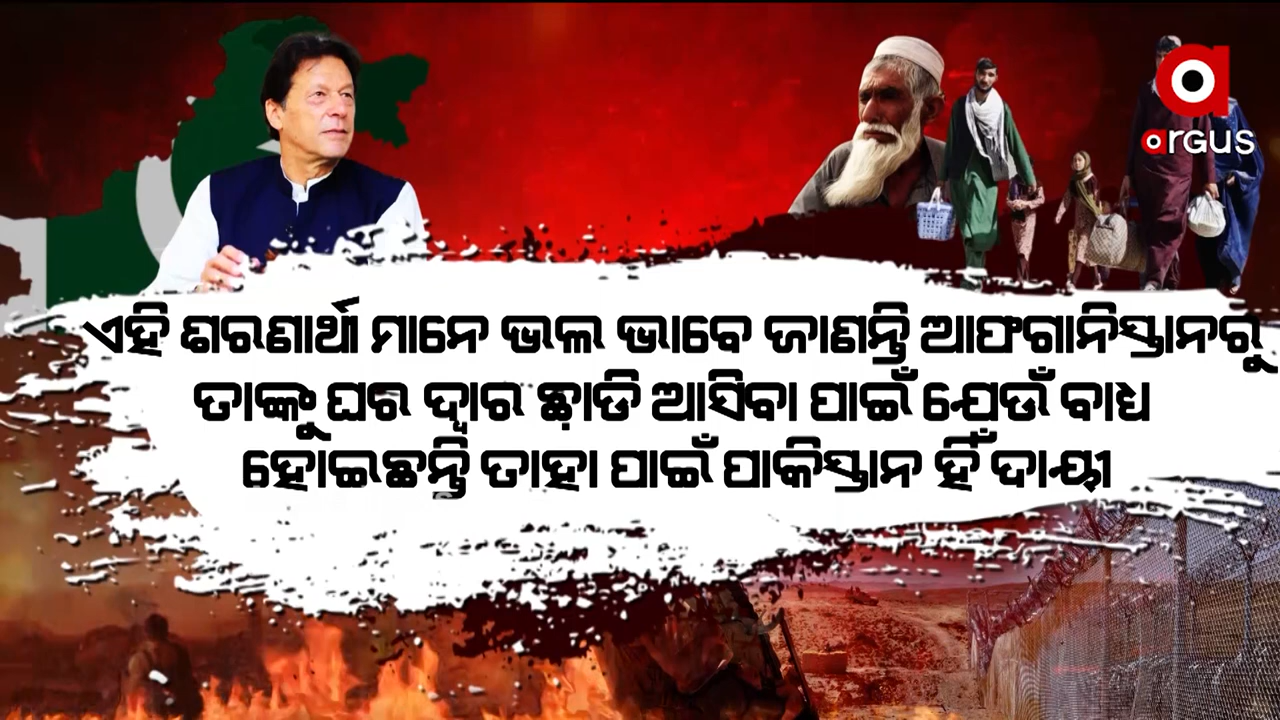 argus
ଏହି ଶରଣାର୍ଥୀ ମାନେ ଭଲ ଭାବେ ଜାଣନ୍ତି ଆଫଗାନିସ୍ତାନରୁ
ତାଙ୍କୁ ଘର ଦ୍ୱାର ଛାଡି ଆସିବା ପାଇଁ ଯେଉଁ ବାଧ୍ୟ
ହୋଇଛନ୍ତି ତାହା ପାଇଁ ପାକିସ୍ତାନ ହିଁ ଦାୟୀ